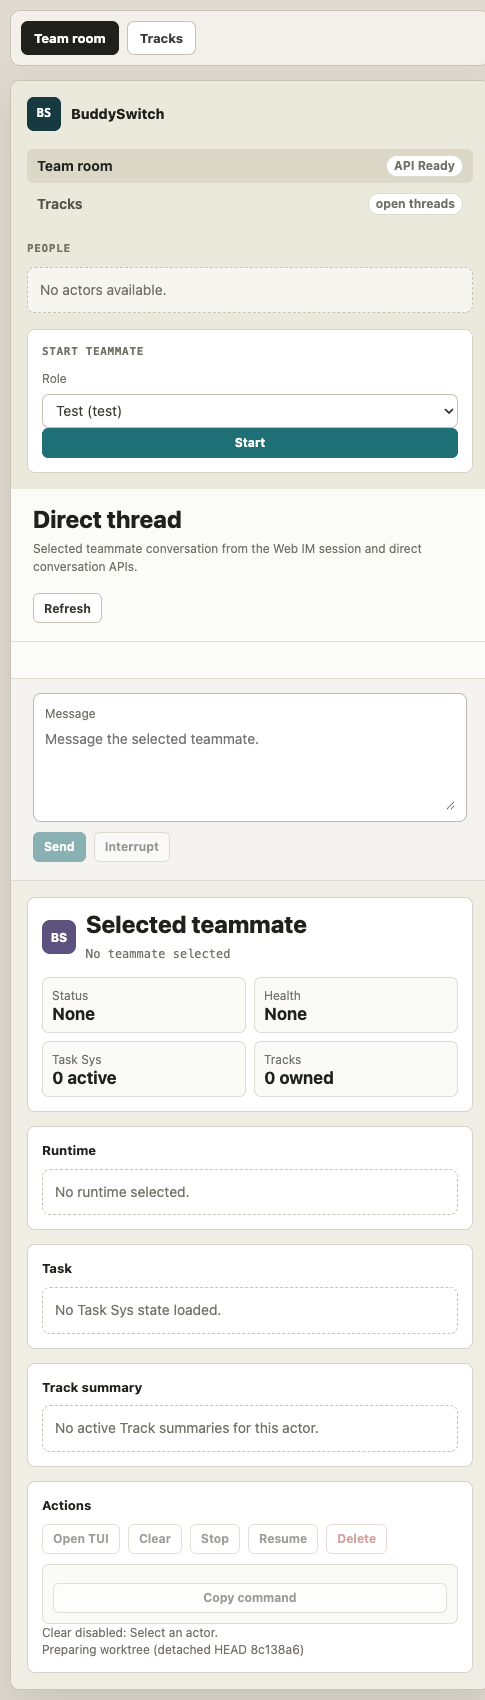 Team room
Tracks
BS
BuddySwitch
Team room
API Ready
Tracks
open threads
PEOPLE
No actors available.
START TEAMMATE
Role
Test (test)
Start
Direct thread
Selected teammate conversation from the Web IM session and direct
conversation APIs.
Refresh
Message
Message the selected teammate.
Send
Interrupt
BS
Selected teammate
No teammate selected
Status
None
Health
None
Task Sys
0 active
Tracks
0 owned
Runtime
No runtime selected.
Task
No Task Sys state loaded.
Track summary
No active Track summaries for this actor.
Actions
Open TUI
Clear
Stop
Resume
Delete
Copy command
Clear disabled: Select an actor.
Preparing worktree (detached HEAD 8c138a6)